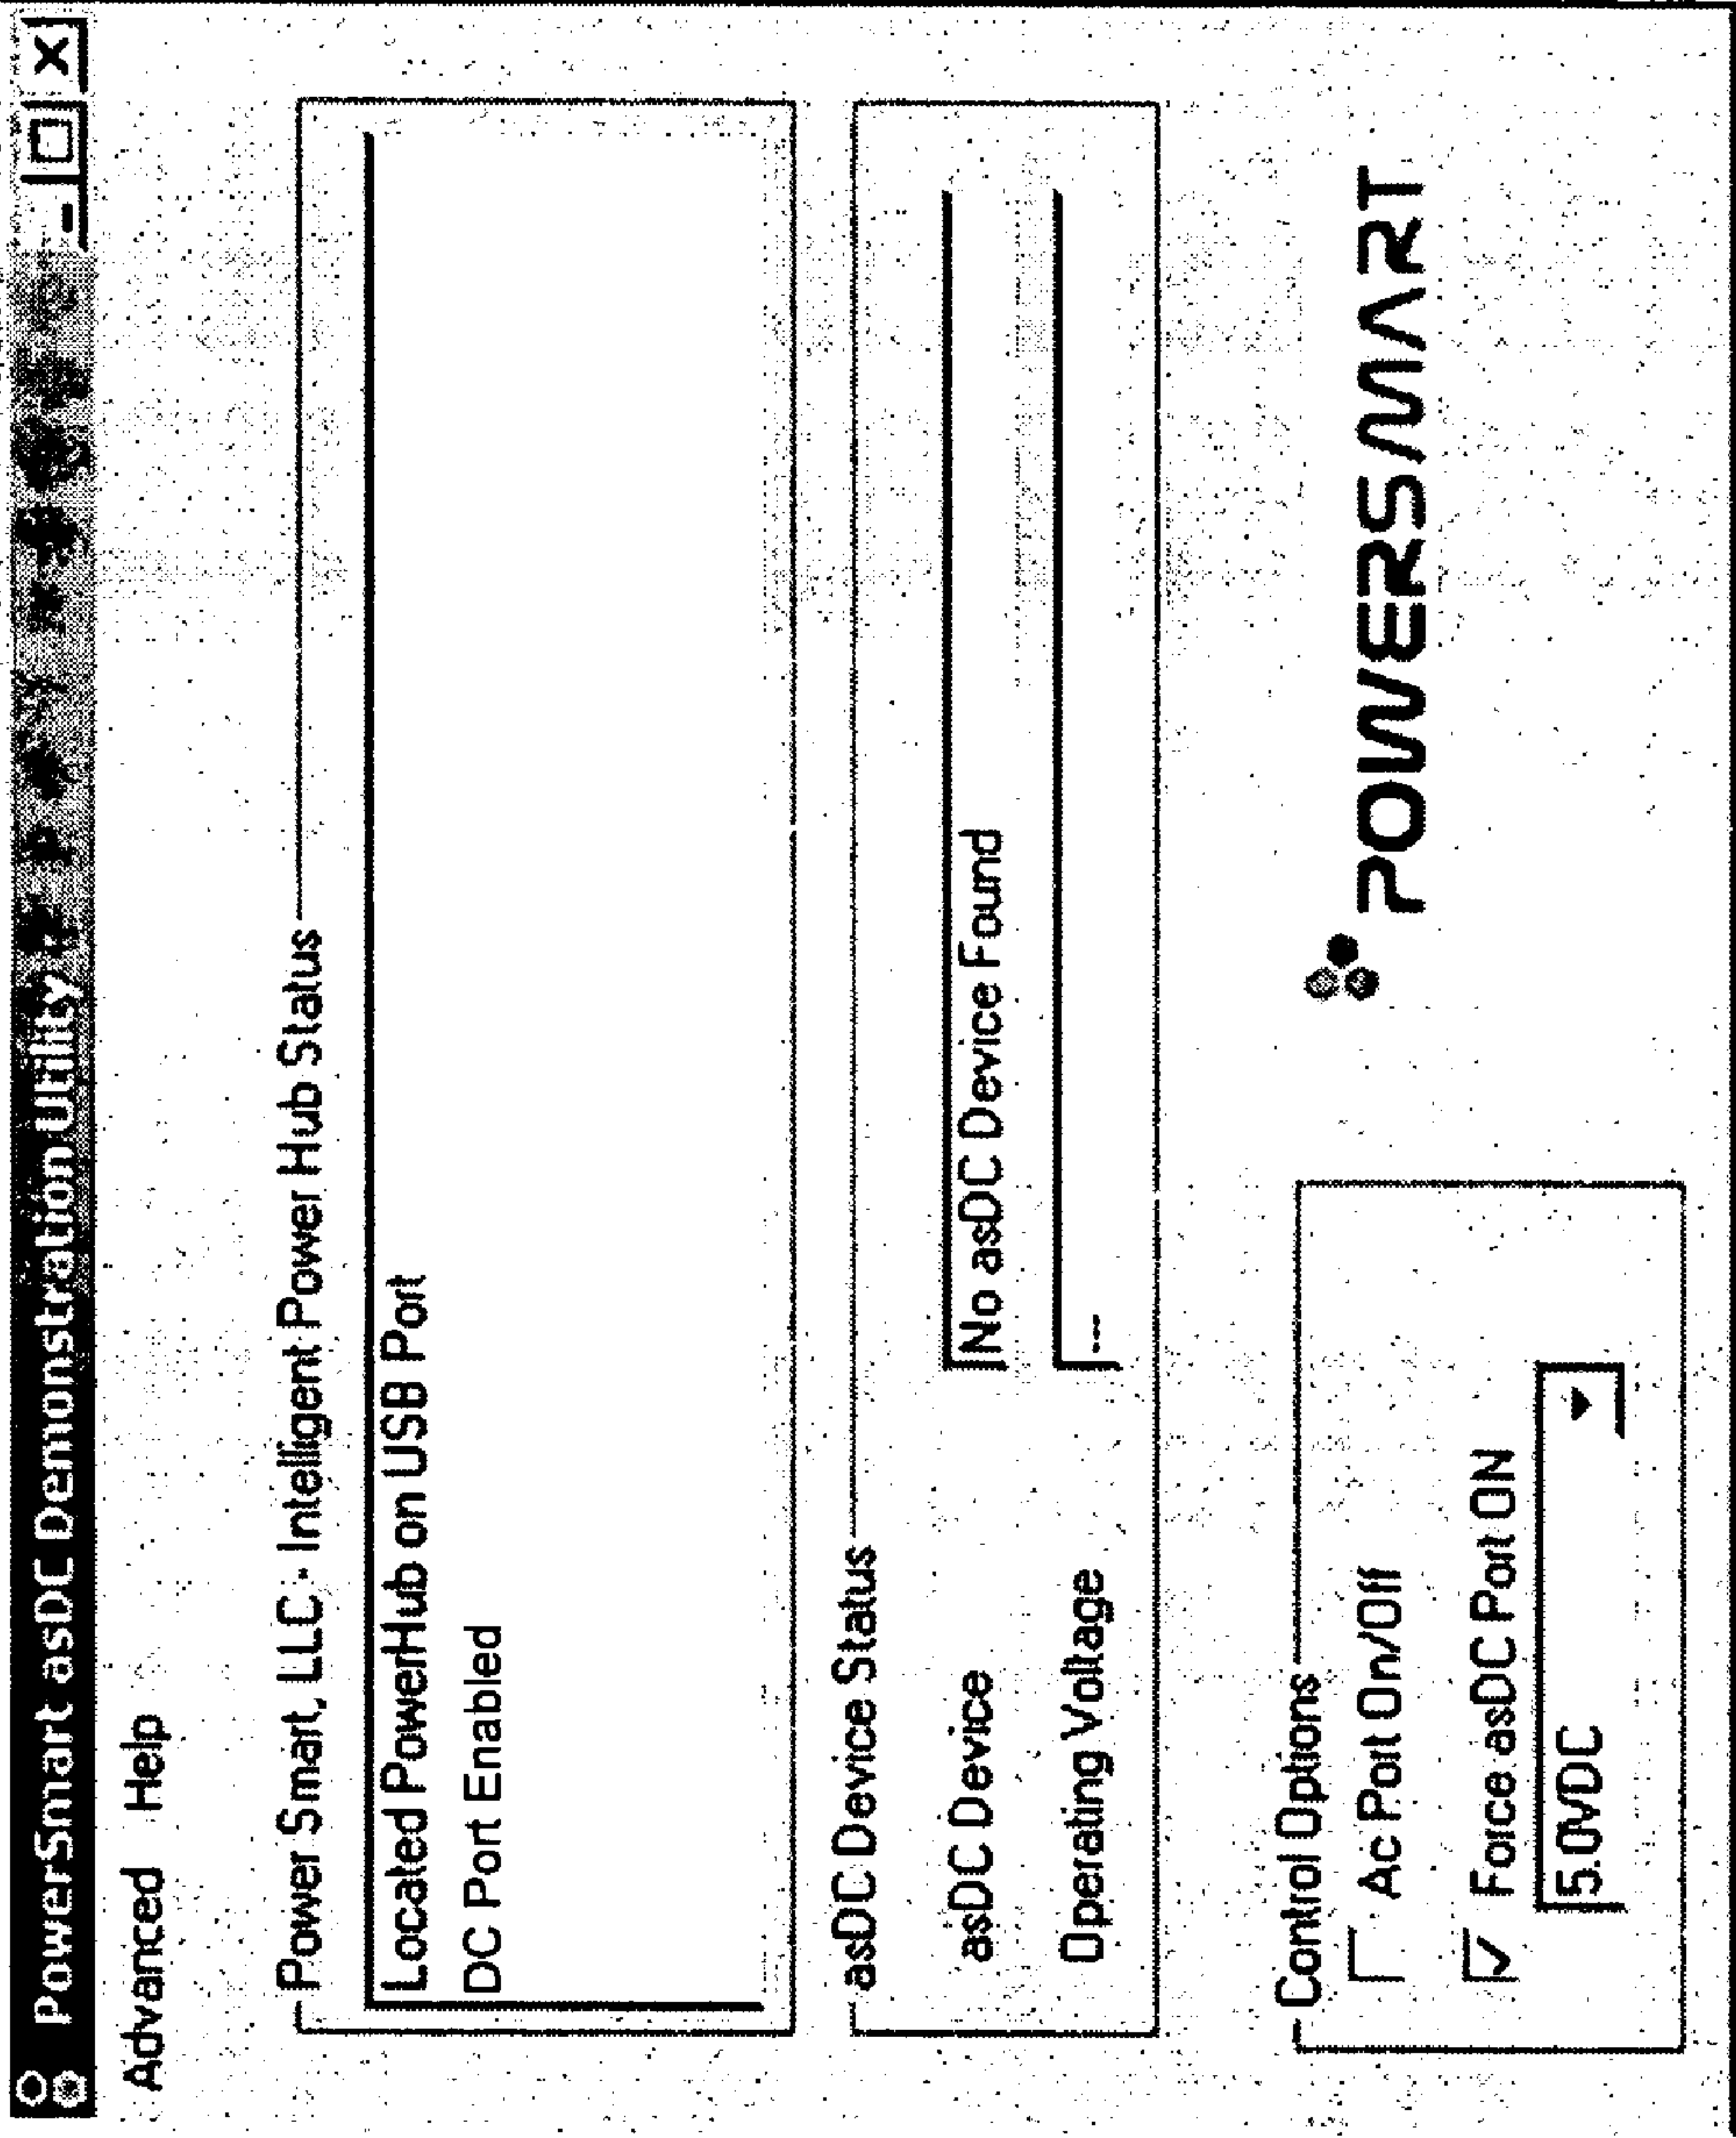 PowerSmart asDC Demonstration Utility
Advanced Help
Power Smart, LLC - Intelligent Power Hub Status
Located PowerHub on USB Port
DC Port Enabled
asDC Device Status
asDC Device No asDC Device Found
Operating Voltage ---
Control Options
Ac Port On/Off
Force asDC Port ON
5.0VDC
POWERSMART